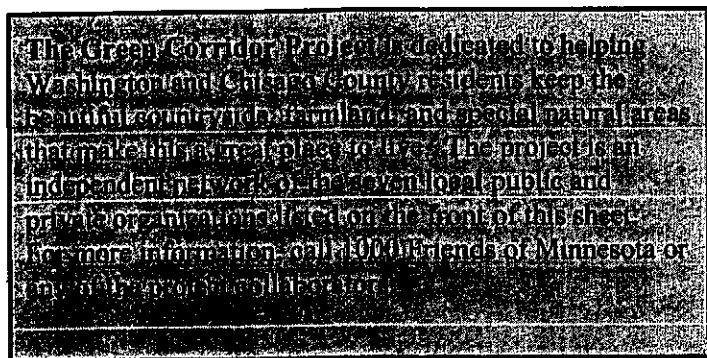 The Green Corridor Project is dedicated to helping
Washington and Chisago County residents keep the
beautiful countryside, farmland, and special natural areas
that make this a great place to live. The project is an
independent network of the seven local public and
private organizations listed on the front of this sheet.
For more information, call 1000 Friends of Minnesota or
any of the project collaborators.